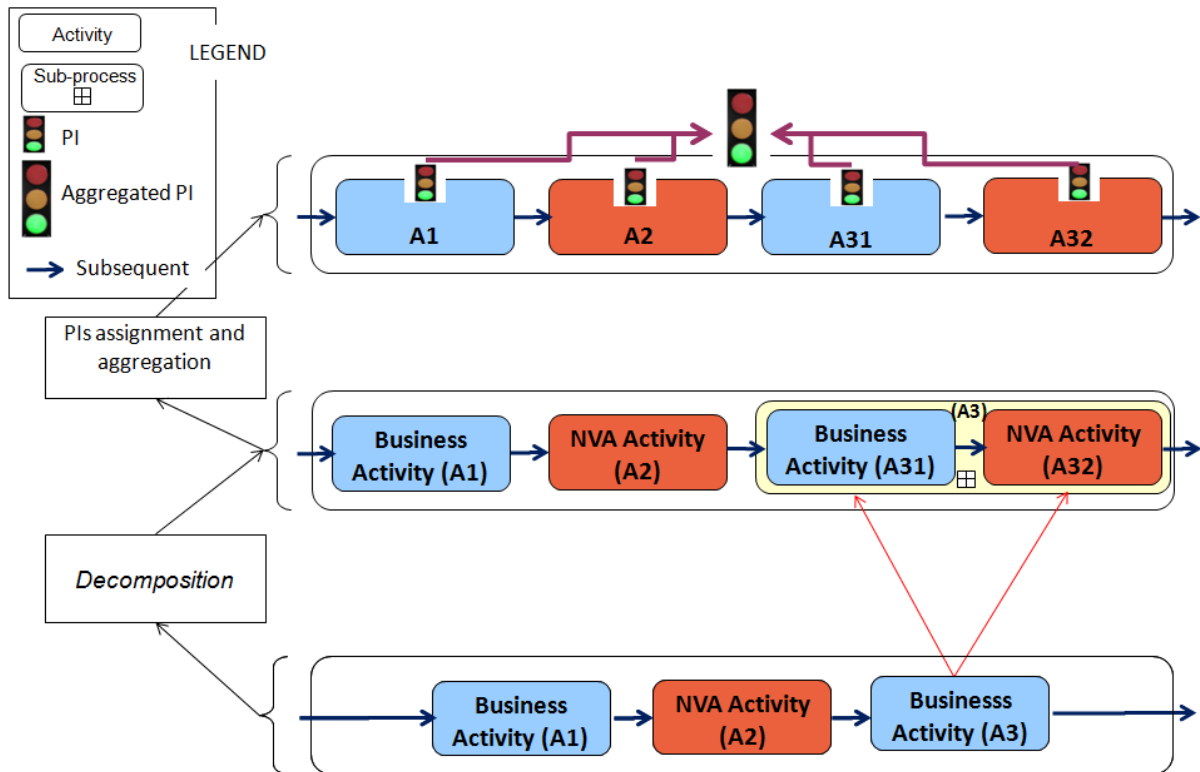 Activity
LEGEND
Sub-process
PI
Aggregated PI
Subsequent
A1
A2
A31
A32
PIs assignment and
aggregation
Business
Activity (A1)
NVA Activity
(A2)
Business
Activity (A31)
(A3)
NVA Activity
(A32)
Decomposition
Business
Activity (A1)
NVA Activity
(A2)
Businesss
Activity (A3)